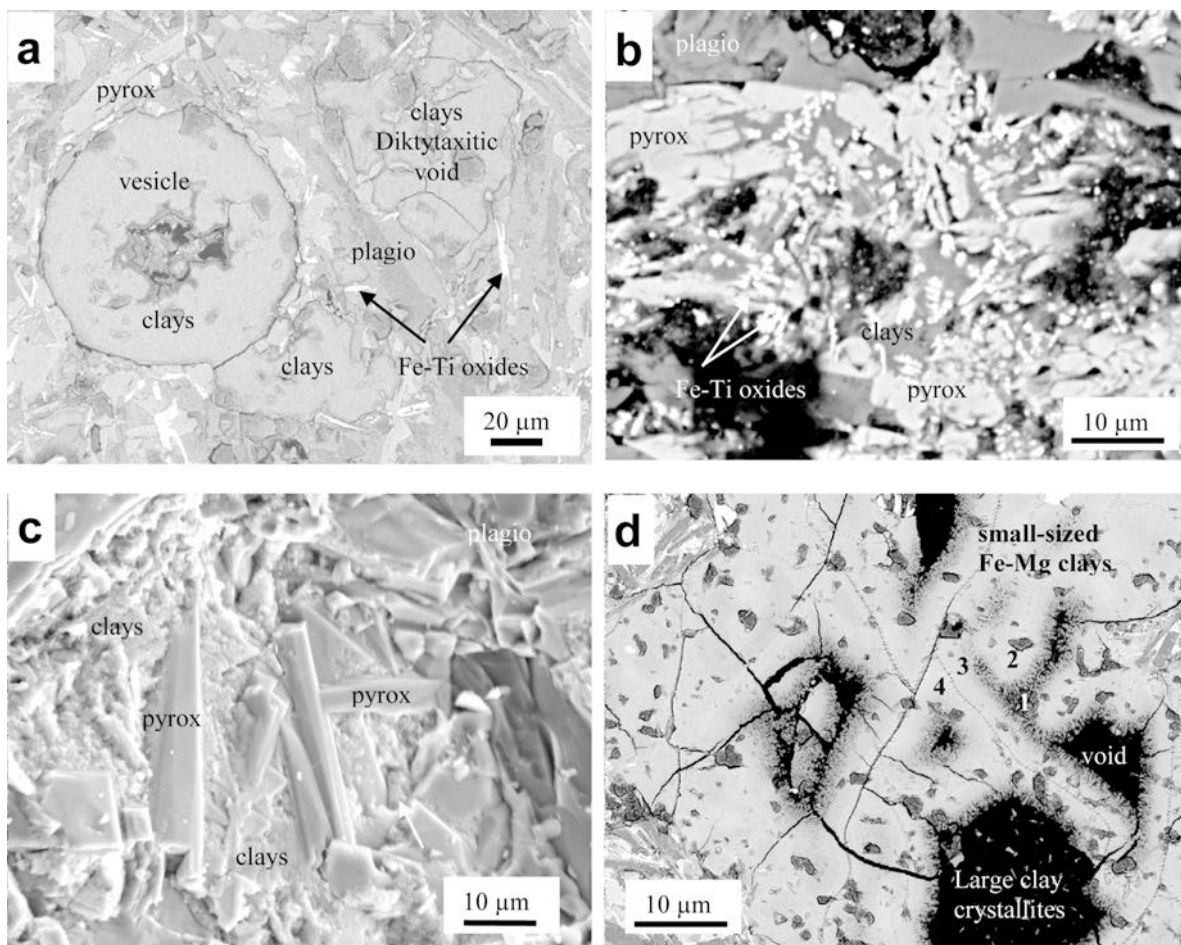 a
pyrox
vesicle
clays
clays
Diktytaxitic
void
plagio
Fe-Ti oxides
clays
20 µm
b
plagio
pyrox
clays
Fe-Ti oxides
pyrox
10 µm
c
plagio
clays
pyrox
pyrox
clays
10 µm
d
small-sized
Fe-Mg clays
2
3
4
1
void
Large clay
crystallites
10 µm